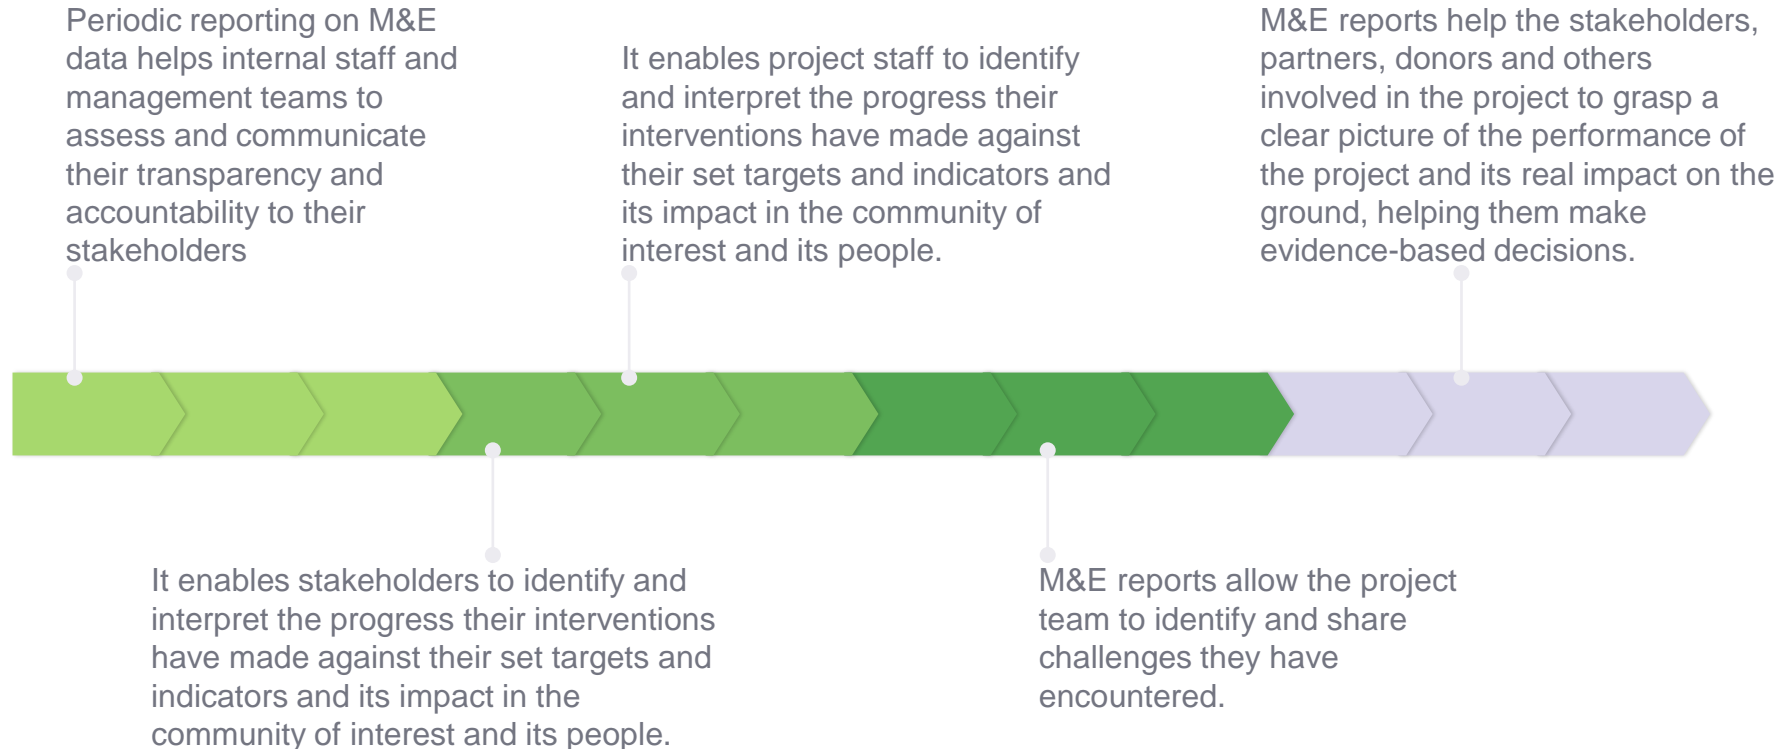 Periodic reporting on M&E
data helps internal staff and
management teams to
assess and communicate
their transparency and
accountability to their
stakeholders
It enables stakeholders to identify and
interpret the progress their interventions
have made against their set targets and
indicators and its impact in the
community of interest and its people.
It enables project staff to identify
and interpret the progress their
interventions have made against
their set targets and indicators and
its impact in the community of
interest and its people.
M&E reports allow the project
team to identify and share
challenges they have
encountered.
M&E reports help the stakeholders,
partners, donors and others
involved in the project to grasp a
clear picture of the performance of
the project and its real impact on the
ground, helping them make
evidence-based decisions.